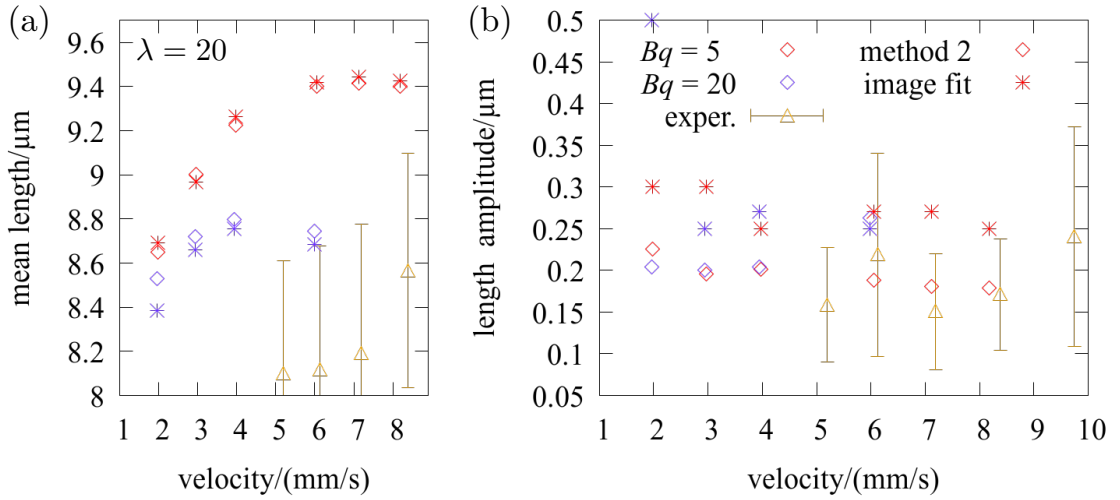 (a)
λ = 20
9.6
9.4
9.2
9
8.8
8.6
8.4
8.2
8
mean length/μm
1 2 3 4 5 6 7 8
velocity/(mm/s)
(b)
0.5
0.45
0.4
0.35
0.3
0.25
0.2
0.15
0.1
0.05
length amplitude/μm
Bq = 5 method 2
Bq = 20 image fit
exper.
1 2 3 4 5 6 7 8 9 10
velocity/(mm/s)